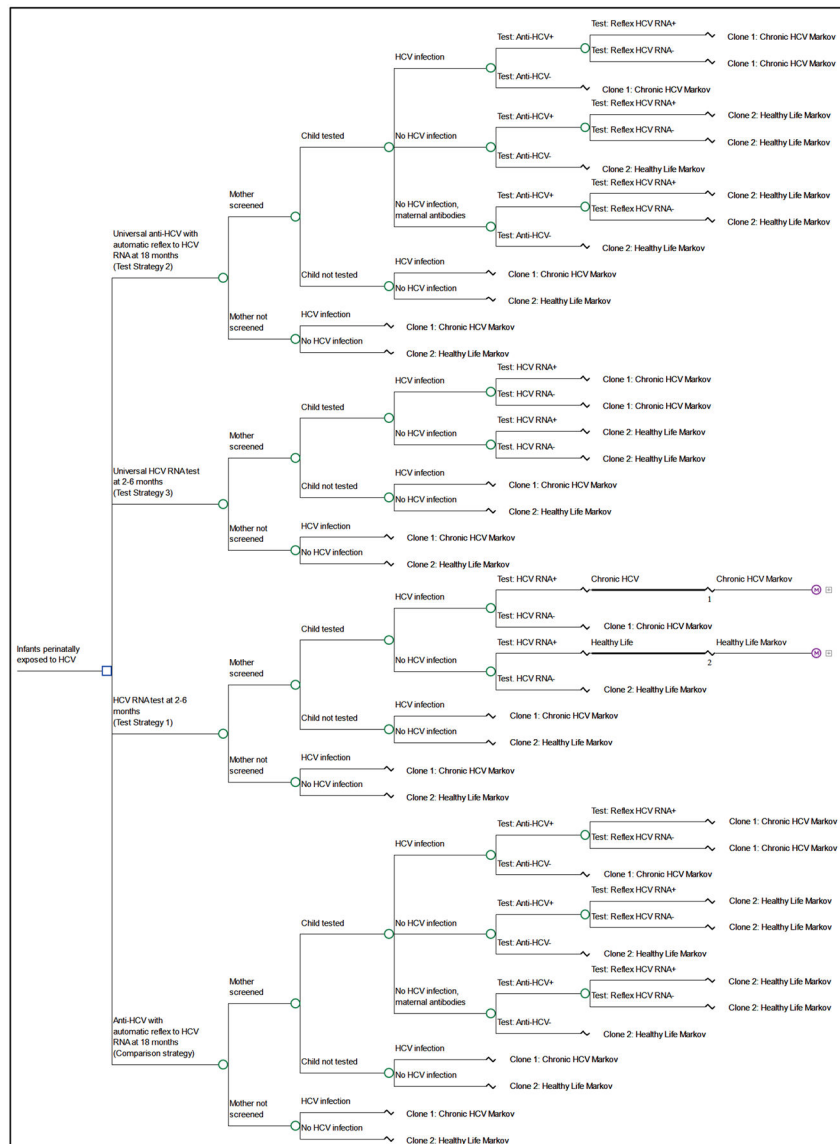 Test: Reflex HCV RNA+
Test: Anti-HCV+
Clone 1: Chronic HCV Markov
Test: Reflex HCV RNA-
HCV infection
Clone 1: Chronic HCV Markov
Test: Anti-HCV-
Clone 1: Chronic HCV Markov
Test: Reflex HCV RNA+
Test: Anti-HCV+
Clone 2: Healthy Life Markov
Test: Reflex HCV RNA-
Child tested
No HCV infection
Clone 2: Healthy Life Markov
Test: Anti-HCV-
Clone 2: Healthy Life Markov
Test: Reflex HCV RNA+
Mother
screened
No HCV infection,
maternal antibodies
Test: Anti-HCV+
Clone 2: Healthy Life Markov
Test: Reflex HCV RNA-
Clone 2: Healthy Life Markov
Test: Anti-HCV-
Universal anti-HCV with
automatic reflex to HCV
RNA at 18 months
(Test Strategy 2)
Clone 2: Healthy Life Markov
HCV infection
Child not tested
Clone 1: Chronic HCV Markov
No HCV infection
Clone 2: Healthy Life Markov
Mother not
screened
HCV infection
Clone 1: Chronic HCV Markov
No HCV infection
Clone 2: Healthy Life Markov
Test: HCV RNA+
HCV infection
Clone 1: Chronic HCV Markov
Test: HCV RNA-
Child tested
Clone 1: Chronic HCV Markov
Test: HCV RNA+
Mother
screened
No HCV infection
Clone 2: Healthy Life Markov
Test. HCV RNA-
Clone 2: Healthy Life Markov
Universal HCV RNA test
at 2-6 months
(Test Strategy 3)
HCV infection
Child not tested
Clone 1: Chronic HCV Markov
No HCV infection
Clone 2: Healthy Life Markov
Mother not
screened
HCV infection
Clone 1: Chronic HCV Markov
No HCV infection
Clone 2: Healthy Life Markov
Test: HCV RNA+
Chronic HCV
Chronic HCV Markov
M
1
HCV infection
Test: HCV RNA-
Clone 1: Chronic HCV Markov
Child tested
Test: HCV RNA+
Healthy Life
Healthy Life Markov
M
2
Infants perinatally
exposed to HCV
No HCV infection
Mother
screened
Test. HCV RNA-
Clone 2: Healthy Life Markov
HCV RNA test at 2-6
months
(Test Strategy 1)
HCV infection
Child not tested
Clone 1: Chronic HCV Markov
No HCV infection
Clone 2: Healthy Life Markov
Mother not
screened
HCV infection
Clone 1: Chronic HCV Markov
No HCV infection
Clone 2: Healthy Life Markov
Test: Reflex HCV RNA+
Test: Anti-HCV+
Clone 1: Chronic HCV Markov
Test: Reflex HCV RNA-
HCV infection
Clone 1: Chronic HCV Markov
Test: Anti-HCV-
Clone 1: Chronic HCV Markov
Test: Reflex HCV RNA+
Test: Anti-HCV+
Clone 2: Healthy Life Markov
Test: Reflex HCV RNA-
Child tested
No HCV infection
Clone 2: Healthy Life Markov
Test: Anti-HCV-
Clone 2: Healthy Life Markov
Test: Reflex HCV RNA+
Mother
screened
No HCV infection,
maternal antibodies
Test: Anti-HCV+
Clone 2: Healthy Life Markov
Test: Reflex HCV RNA-
Clone 2: Healthy Life Markov
Test: Anti-HCV-
Anti-HCV with
automatic reflex to HCV
RNA at 18 months
(Comparison strategy)
Clone 2: Healthy Life Markov
HCV infection
Child not tested
Clone 1: Chronic HCV Markov
No HCV infection
Clone 2: Healthy Life Markov
Mother not
screened
HCV infection
Clone 1: Chronic HCV Markov
No HCV infection
Clone 2: Healthy Life Markov